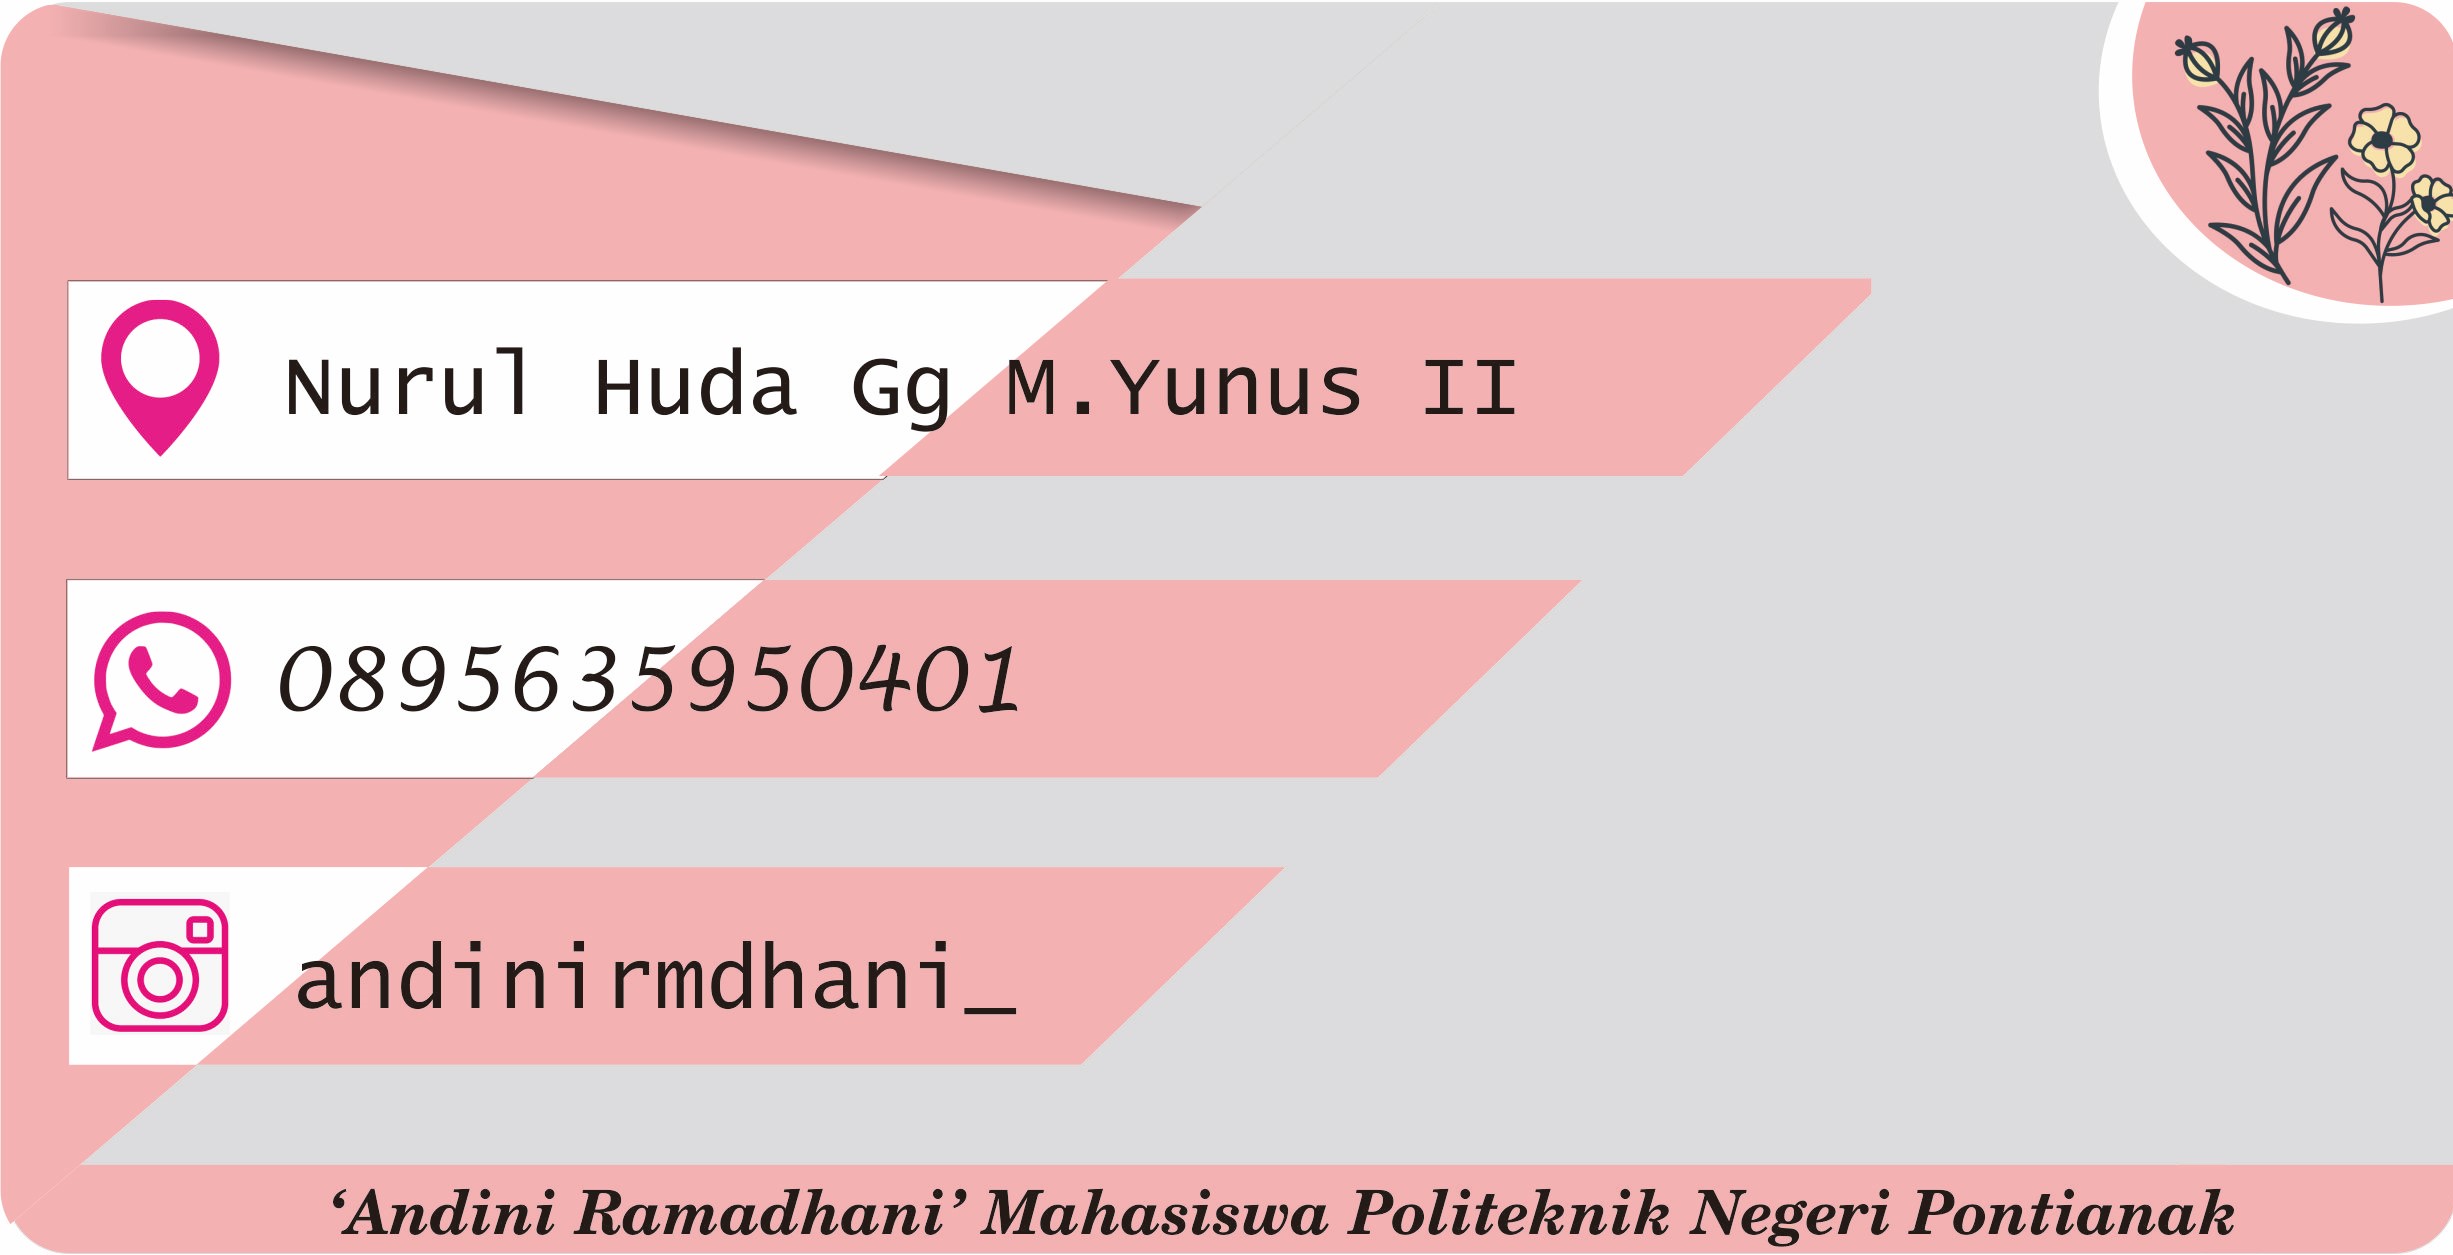 Nurul Huda Gg M.Yunus II
0895635950401
andinirmdhani_
‘Andini Ramadhani’ Mahasiswa Politeknik Negeri Pontianak